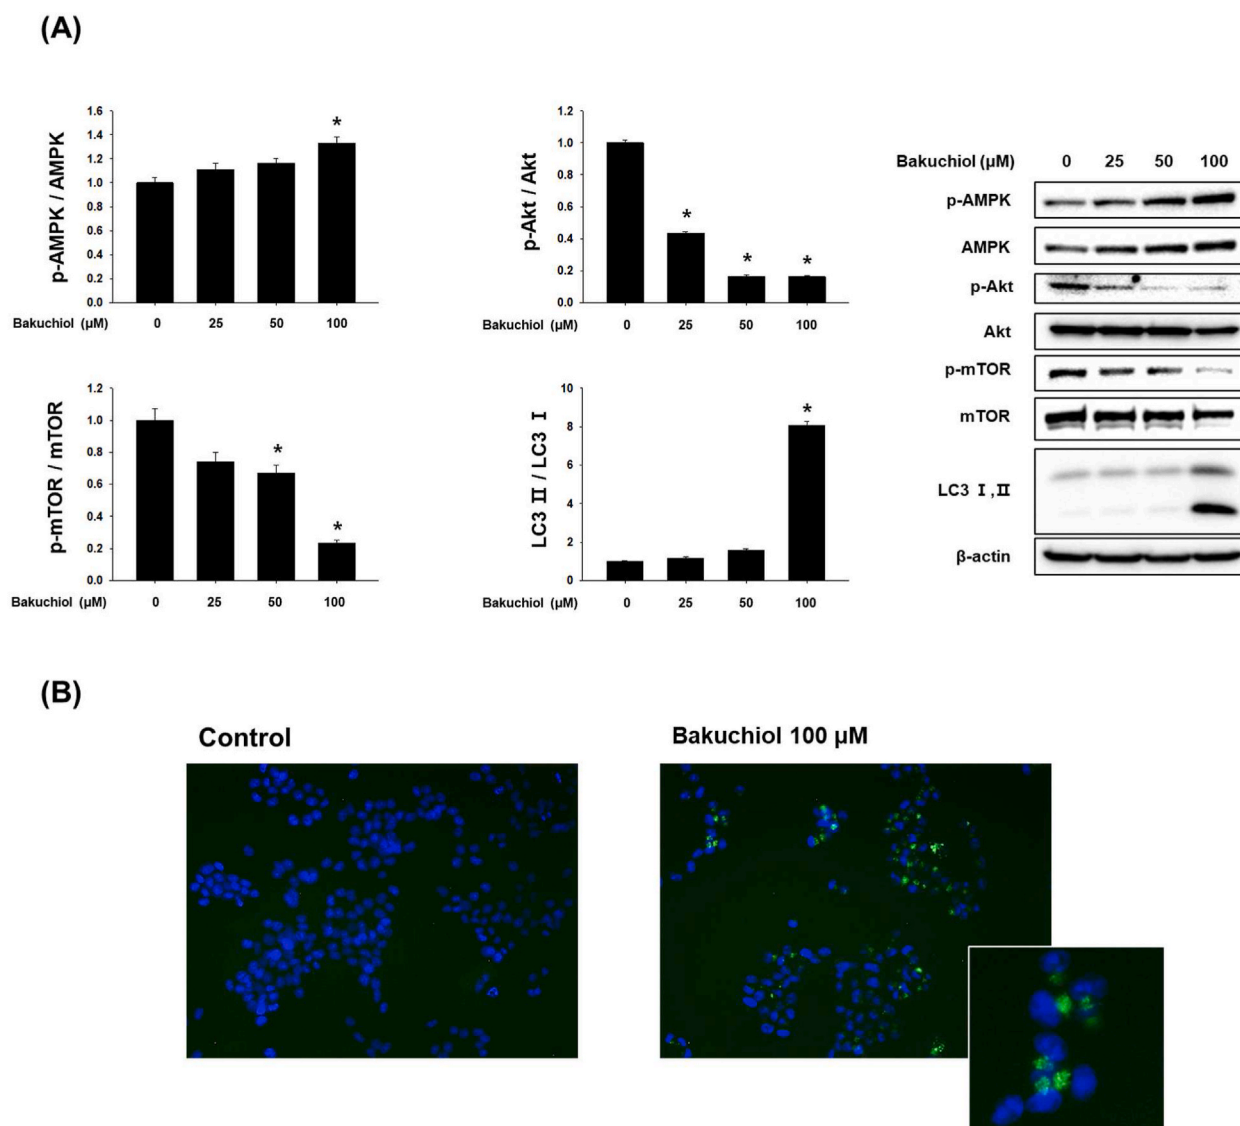 (A)
1.6
1.4
1.2
1.0
0.8
0.6
0.4
0.2
0.0
p-AMPK / AMPK
*
Bakuchiol (µM) 0 25 50 100
1.2
1.0
0.8
0.6
0.4
0.2
0.0
p-Akt / Akt
* * *
Bakuchiol (µM) 0 25 50 100
1.2
1.0
0.8
0.6
0.4
0.2
0.0
p-mTOR / mTOR
* *
Bakuchiol (µM) 0 25 50 100
10
8
6
4
2
0
LC3 Ⅱ / LC3 Ⅰ
*
Bakuchiol (µM) 0 25 50 100
Bakuchiol (µM) 0 25 50 100
p-AMPK
AMPK
p-Akt
Akt
p-mTOR
mTOR
LC3 Ⅰ,Ⅱ
β-actin
(B)
Control
Bakuchiol 100 µM